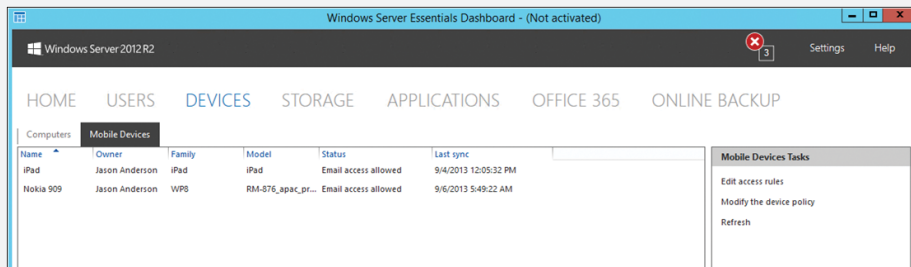 Windows Server Essentials Dashboard - (Not activated)
Windows Server 2012 R2
3
Settings
Help
HOME
USERS
DEVICES
STORAGE
APPLICATIONS
OFFICE 365
ONLINE BACKUP
Computers
Mobile Devices
Name Owner Family Model Status Last sync
iPad Jason Anderson iPad iPad Email access allowed 9/4/2013 12:05:32 PM
Nokia 909 Jason Anderson WP8 RM-876_apac_pr... Email access allowed 9/6/2013 5:49:22 AM
Mobile Devices Tasks
Edit access rules
Modify the device policy
Refresh